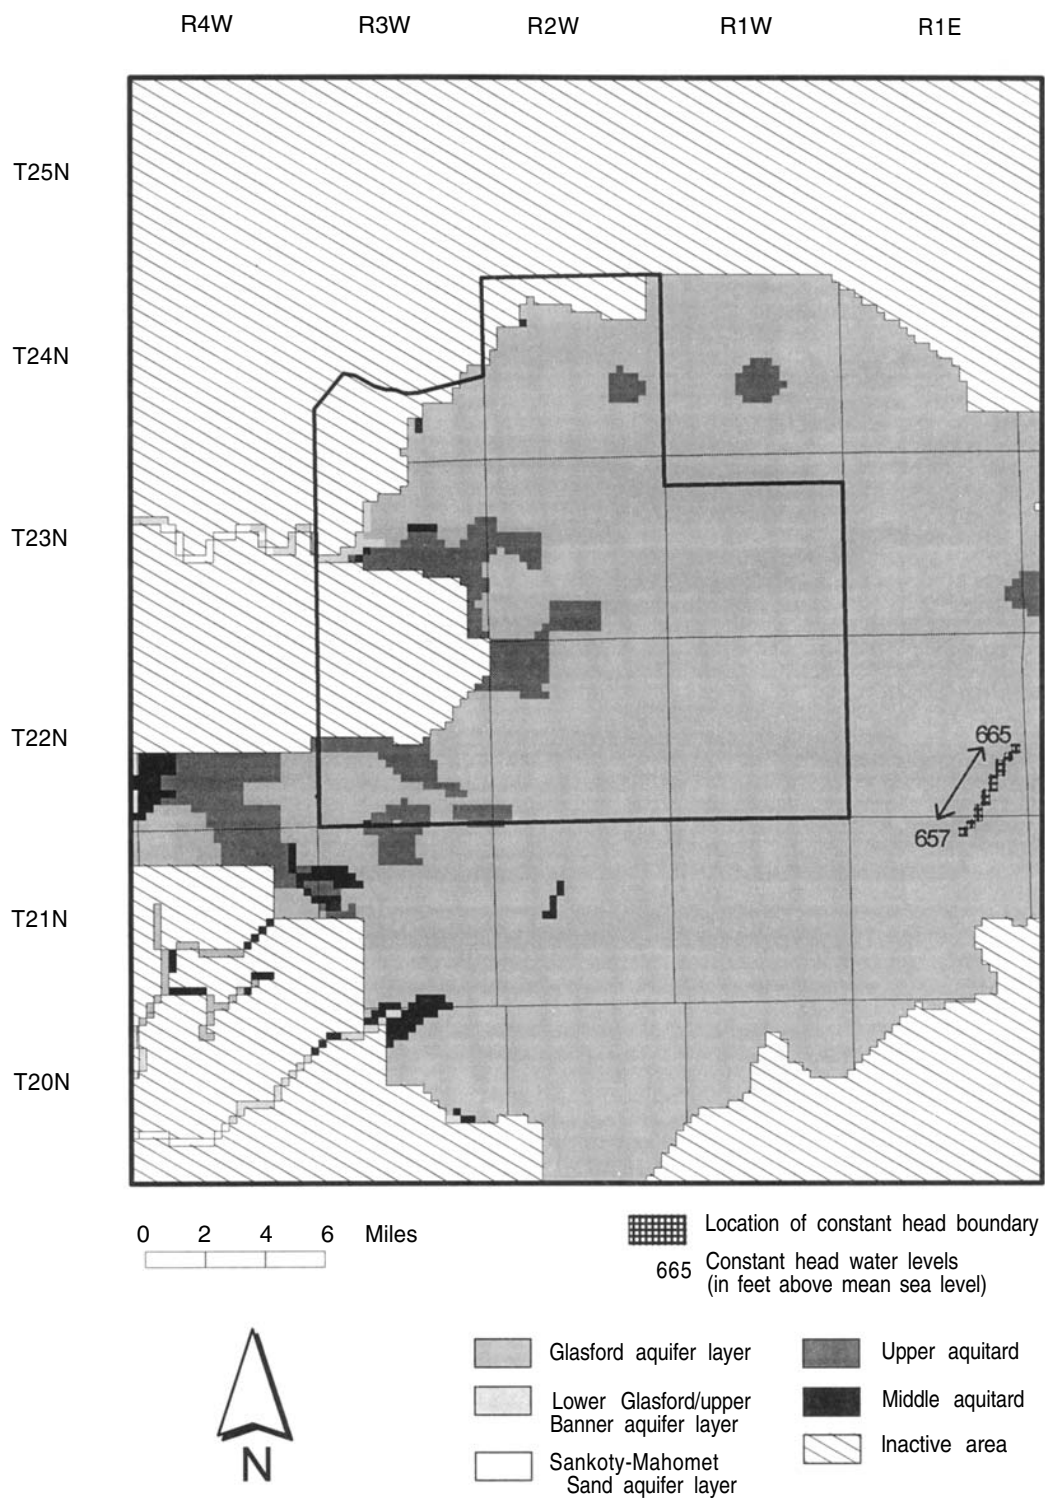 R4W R3W R2W R1W R1E
T25N
T24N
T23N
T22N
665
657
T21N
T20N
0 2 4 6 Miles
Location of constant head boundary
665 Constant head water levels
(in feet above mean sea level)
Glasford aquifer layer
Upper aquitard
Lower Glasford/upper
Banner aquifer layer
Middle aquitard
Inactive area
Sankoty-Mahomet
Sand aquifer layer
N